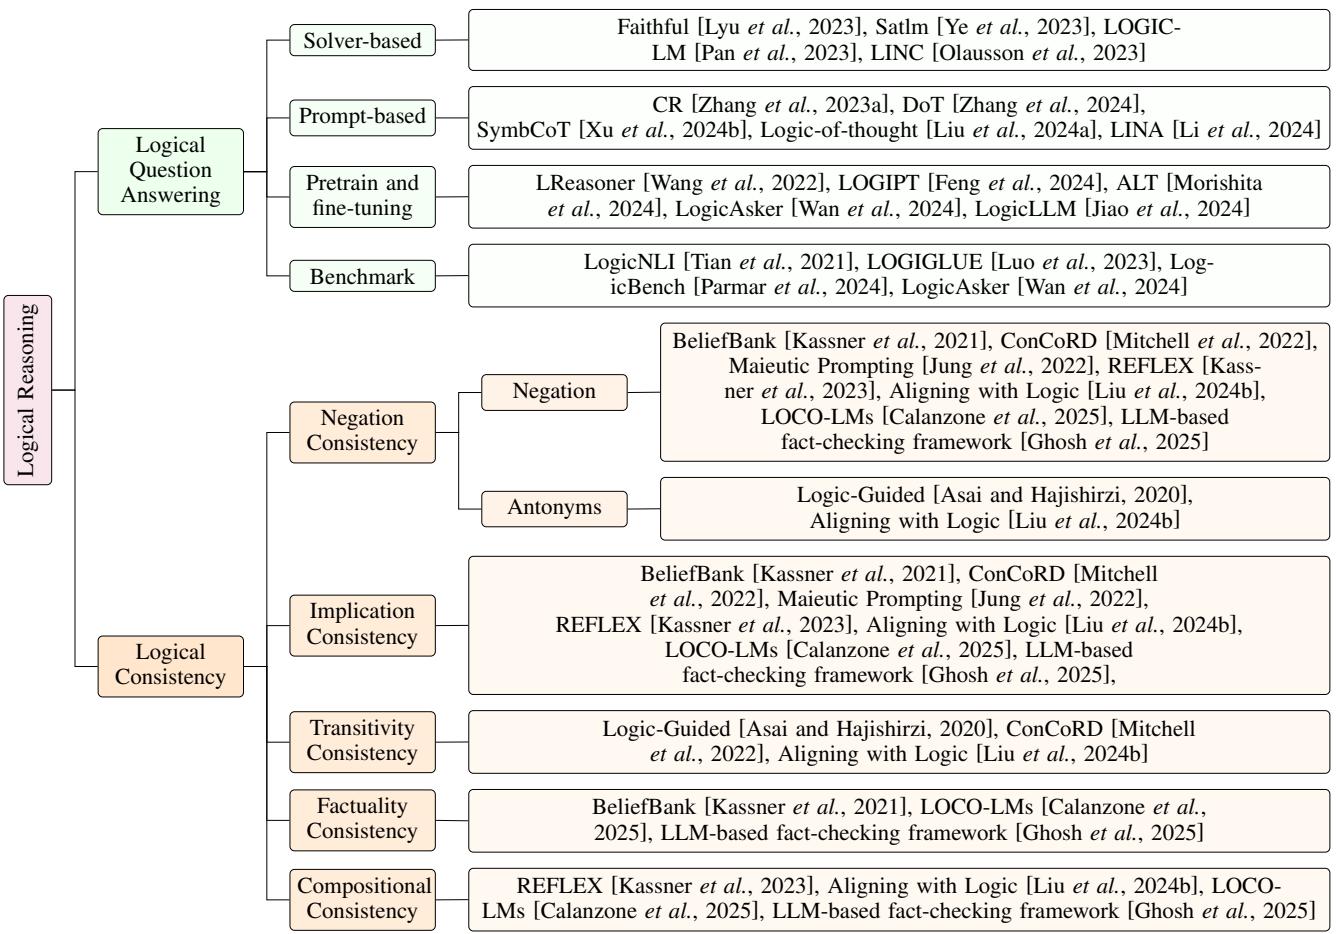 Logical Reasoning
Logical
Question
Answering
Solver-based
Faithful [Lyu et al., 2023], Satlm [Ye et al., 2023], LOGIC-
LM [Pan et al., 2023], LINC [Olausson et al., 2023]
Prompt-based
CR [Zhang et al., 2023a], DoT [Zhang et al., 2024],
SymbCoT [Xu et al., 2024b], Logic-of-thought [Liu et al., 2024a], LINA [Li et al., 2024]
Pretrain and
fine-tuning
LReasoner [Wang et al., 2022], LOGIPT [Feng et al., 2024], ALT [Morishita
et al., 2024], LogicAsker [Wan et al., 2024], LogicLLM [Jiao et al., 2024]
Benchmark
LogicNLI [Tian et al., 2021], LOGIGLUE [Luo et al., 2023], Log-
icBench [Parmar et al., 2024], LogicAsker [Wan et al., 2024]
Logical
Consistency
Negation
Consistency
Negation
BeliefBank [Kassner et al., 2021], ConCoRD [Mitchell et al., 2022],
Maieutic Prompting [Jung et al., 2022], REFLEX [Kass-
ner et al., 2023], Aligning with Logic [Liu et al., 2024b],
LOCO-LMs [Calanzone et al., 2025], LLM-based
fact-checking framework [Ghosh et al., 2025]
Antonyms
Logic-Guided [Asai and Hajishirzi, 2020],
Aligning with Logic [Liu et al., 2024b]
Implication
Consistency
BeliefBank [Kassner et al., 2021], ConCoRD [Mitchell
et al., 2022], Maieutic Prompting [Jung et al., 2022],
REFLEX [Kassner et al., 2023], Aligning with Logic [Liu et al., 2024b],
LOCO-LMs [Calanzone et al., 2025], LLM-based
fact-checking framework [Ghosh et al., 2025],
Transitivity
Consistency
Logic-Guided [Asai and Hajishirzi, 2020], ConCoRD [Mitchell
et al., 2022], Aligning with Logic [Liu et al., 2024b]
Factuality
Consistency
BeliefBank [Kassner et al., 2021], LOCO-LMs [Calanzone et al.,
2025], LLM-based fact-checking framework [Ghosh et al., 2025]
Compositional
Consistency
REFLEX [Kassner et al., 2023], Aligning with Logic [Liu et al., 2024b], LOCO-
LMs [Calanzone et al., 2025], LLM-based fact-checking framework [Ghosh et al., 2025]